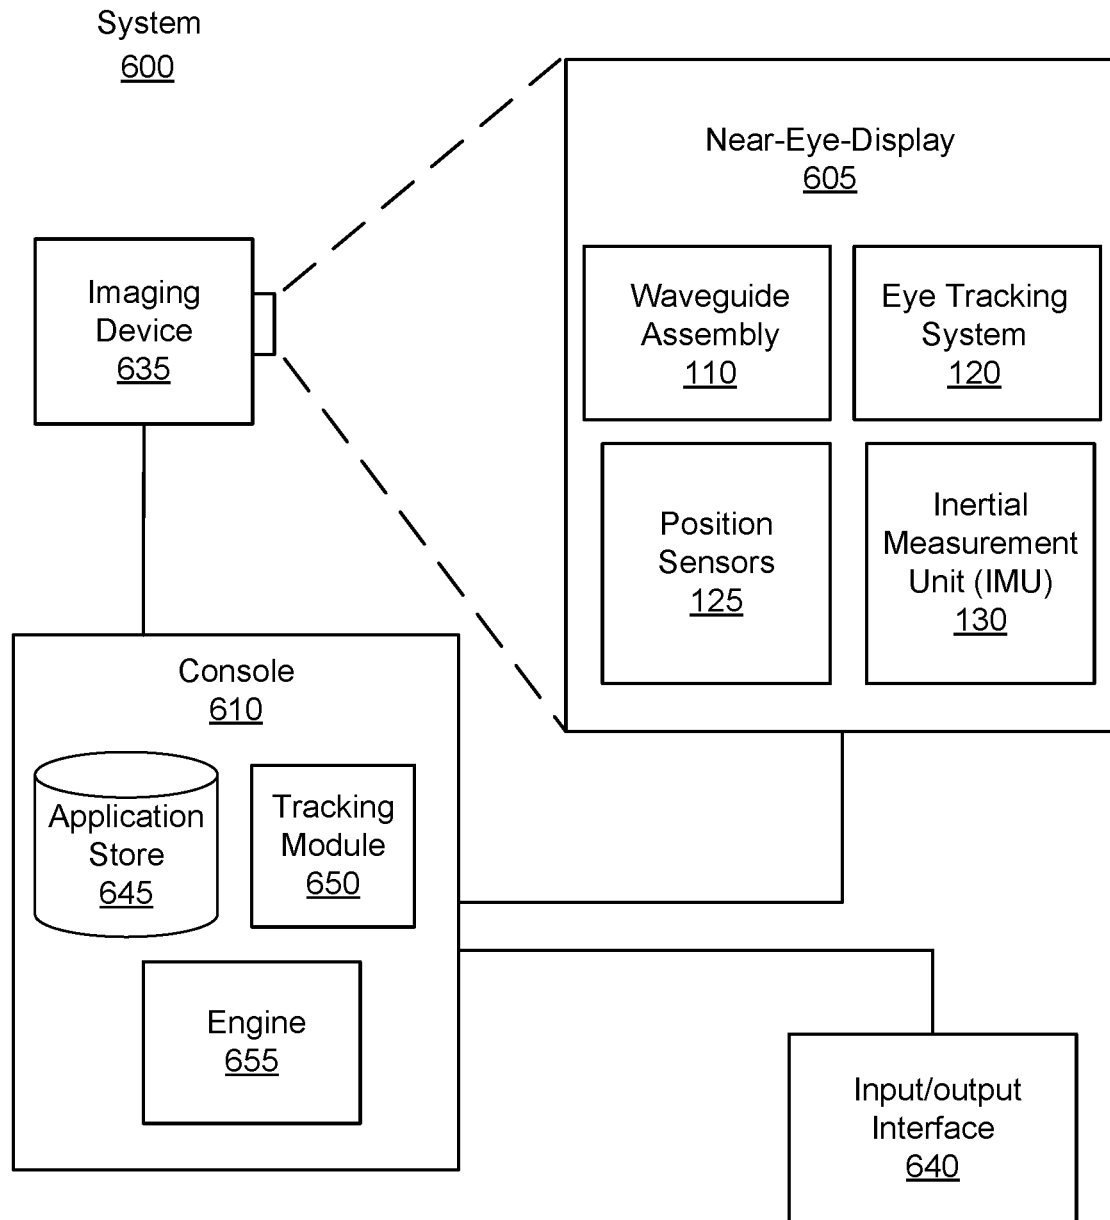 System
600
Near-Eye-Display
605
Imaging
Device
635
Waveguide
Assembly
110
Eye Tracking
System
120
Position
Sensors
125
Inertial
Measurement
Unit (IMU)
130
Console
610
Application
Store
645
Tracking
Module
650
Engine
655
Input/output
Interface
640